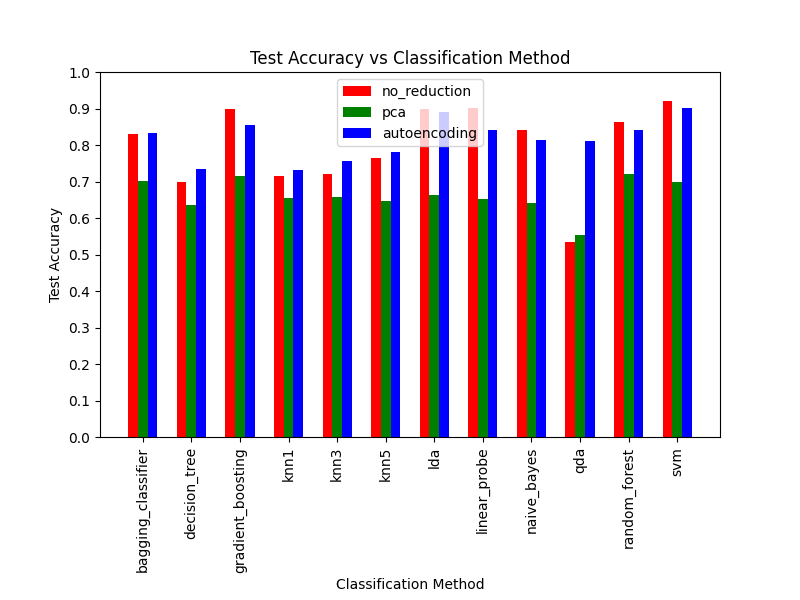 Test Accuracy vs Classification Method
no_reduction
pca
autoencoding
Test Accuracy
1.0
0.9
0.8
0.7
0.6
0.5
0.4
0.3
0.2
0.1
0.0
bagging_classifier
decision_tree
gradient_boosting
knn1
knn3
knn5
lda
linear_probe
naive_bayes
qda
random_forest
svm
Classification Method